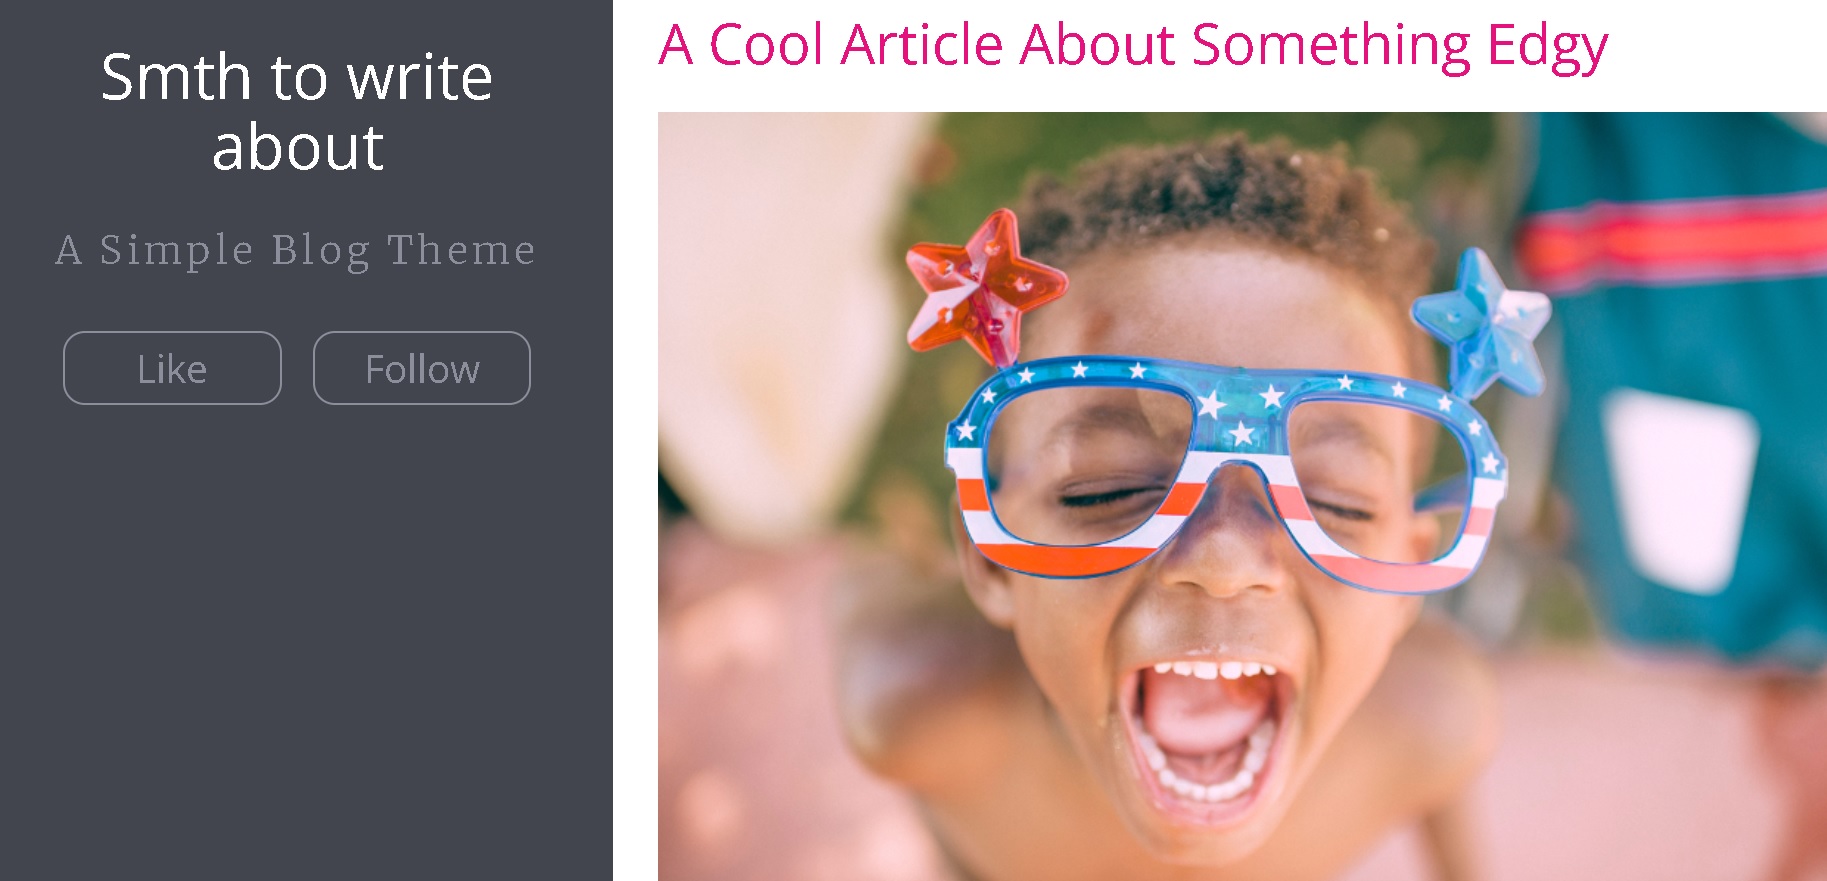 Smth to write
about
A Simple Blog Theme
Like
Follow
A Cool Article About Something Edgy